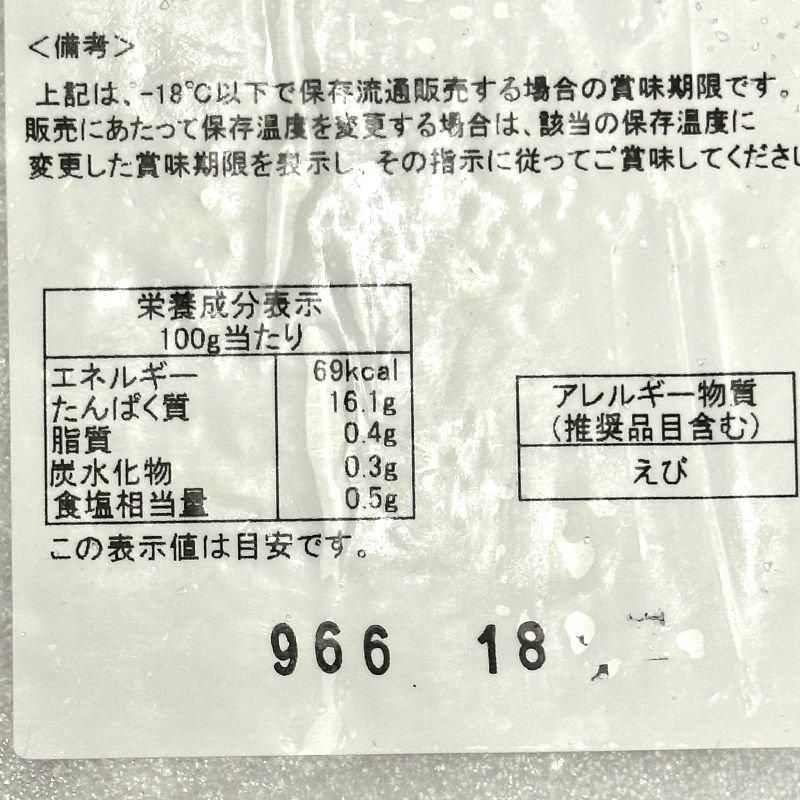 <備考>
上記は、-18℃以下で保存流通販売する場合の賞味期限です。
販売にあたって保存温度を変更する場合は、該当の保存温度に
変更した賞味期限を表示し、その指示に従ってご賞味してくださ
栄養成分表示
100g当たり
エネルギー 69kcal
たんぱく質 16.1g
脂質 0.4g
炭水化物 0.3g
食塩相当量 0.5g
この表示値は目安です。
アレルギー物質
(推奨品目含む)
えび
966 18